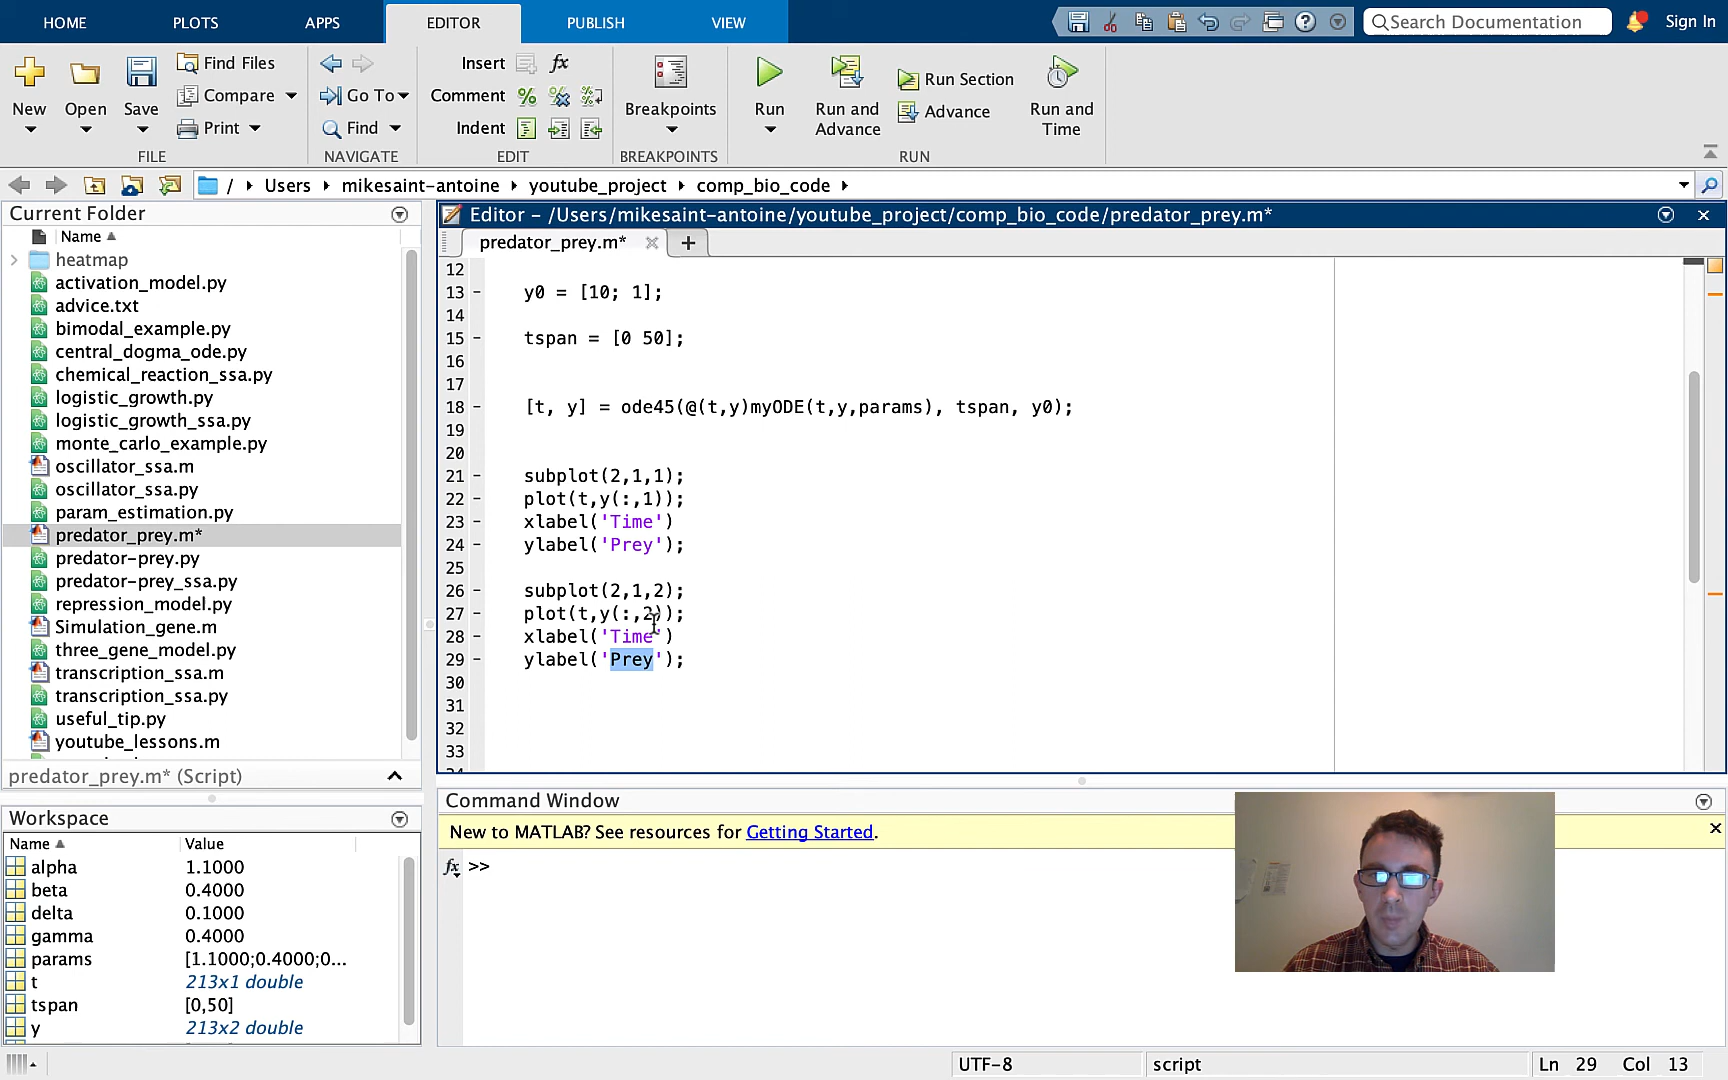 HOME PLOTS APPS EDITOR PUBLISH VIEW Search Documentation Sign In
New Open Save Find Files Compare Print
FILE
Go To Find
NAVIGATE
Insert fx
Comment %
Indent
EDIT
Breakpoints
BREAKPOINTS
Run Run and Advance Run Section Advance Run and Time
RUN
/ Users mikesaint-antoine youtube_project comp_bio_code
Current Folder
Name
heatmap
activation_model.py
advice.txt
bimodal_example.py
central_dogma_ode.py
chemical_reaction_ssa.py
logistic_growth.py
logistic_growth_ssa.py
monte_carlo_example.py
oscillator_ssa.m
oscillator_ssa.py
param_estimation.py
predator_prey.m*
predator-prey.py
predator-prey_ssa.py
repression_model.py
Simulation_gene.m
three_gene_model.py
transcription_ssa.m
transcription_ssa.py
useful_tip.py
youtube_lessons.m
predator_prey.m* (Script)
Workspace
Name Value
alpha 1.1000
beta 0.4000
delta 0.1000
gamma 0.4000
params [1.1000;0.4000;0...
t 213x1 double
tspan [0,50]
y 213x2 double
Editor - /Users/mikesaint-antoine/youtube_project/comp_bio_code/predator_prey.m*
predator_prey.m*
12
13 - y0 = [10; 1];
14
15 - tspan = [0 50];
16
17
18 - [t, y] = ode45(@(t,y)myODE(t,y,params), tspan, y0);
19
20
21 - subplot(2,1,1);
22 - plot(t,y(:,1));
23 - xlabel('Time')
24 - ylabel('Prey');
25
26 - subplot(2,1,2);
27 - plot(t,y(:,2));
28 - xlabel('Time')
29 - ylabel('Prey');
30
31
32
33
Command Window
New to MATLAB? See resources for Getting Started.
fx >>
UTF-8 script Ln 29 Col 13